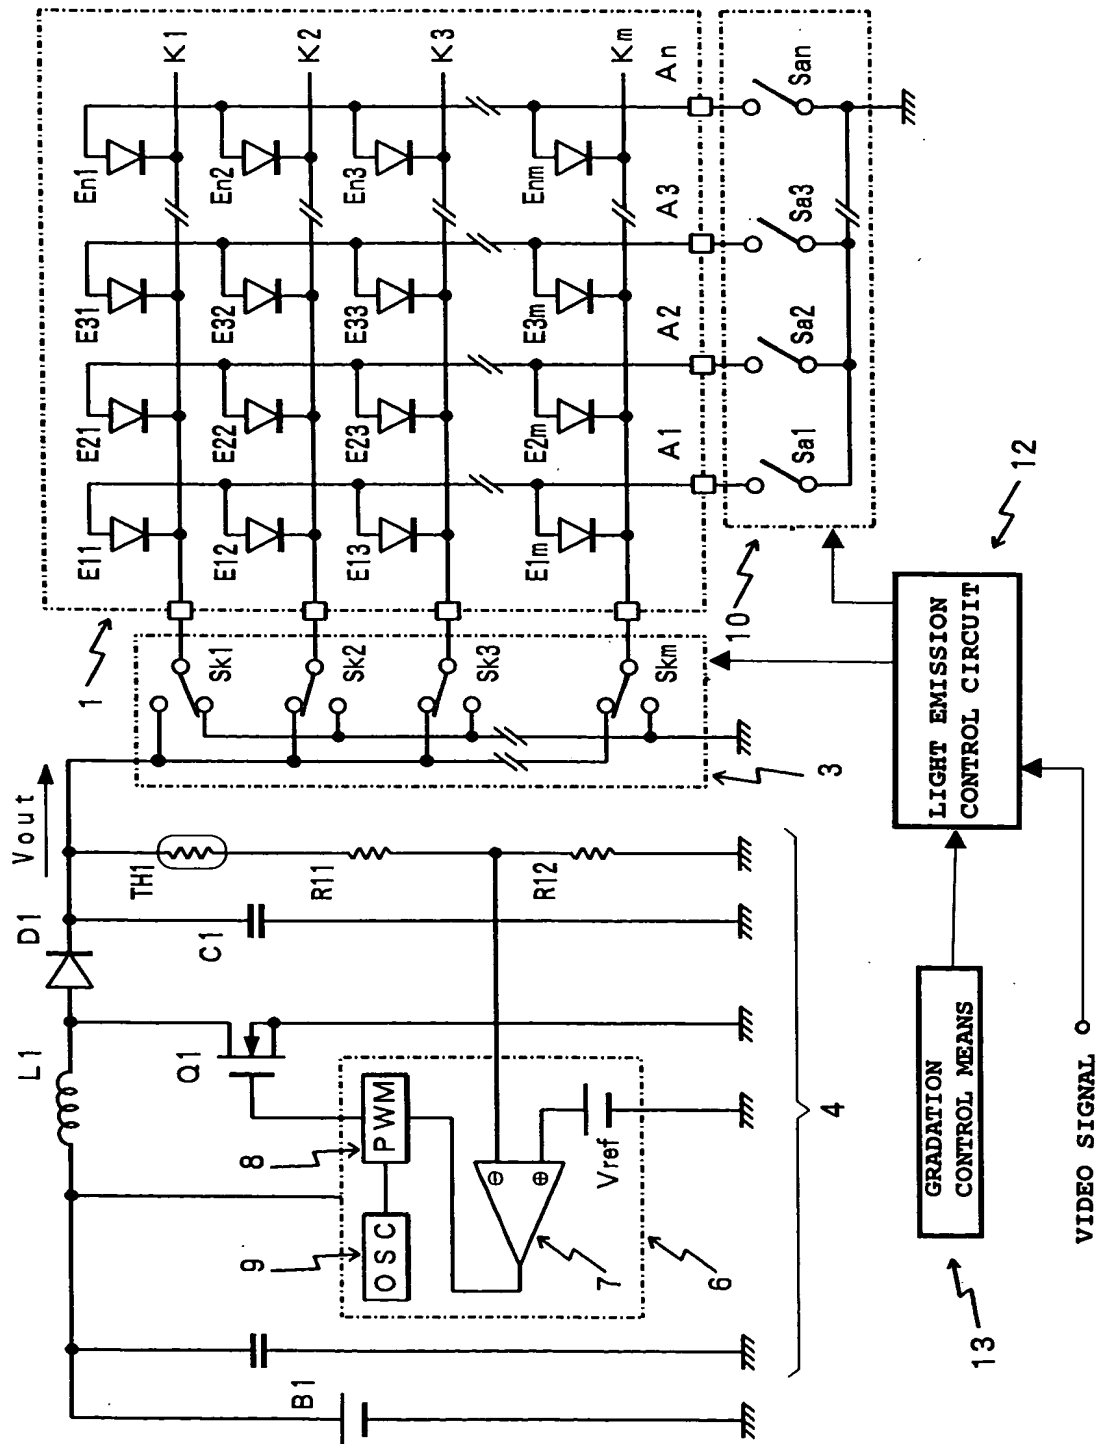 B1
L1
D1
Vout
Q1
C1
TH1
R11
R12
9
OSC
8
PWM
7
Vref
6
4
⊖
⊕
1
3
Sk1
Sk2
Sk3
Skm
E11
E21
E31
En1
K1
E12
E22
E32
En2
K2
E13
E23
E33
En3
K3
E1m
E2m
E3m
Enm
Km
A1
A2
A3
An
10
Sa1
Sa2
Sa3
San
12
LIGHT EMISSION
CONTROL CIRCUIT
13
GRADATION
CONTROL MEANS
VIDEO SIGNAL